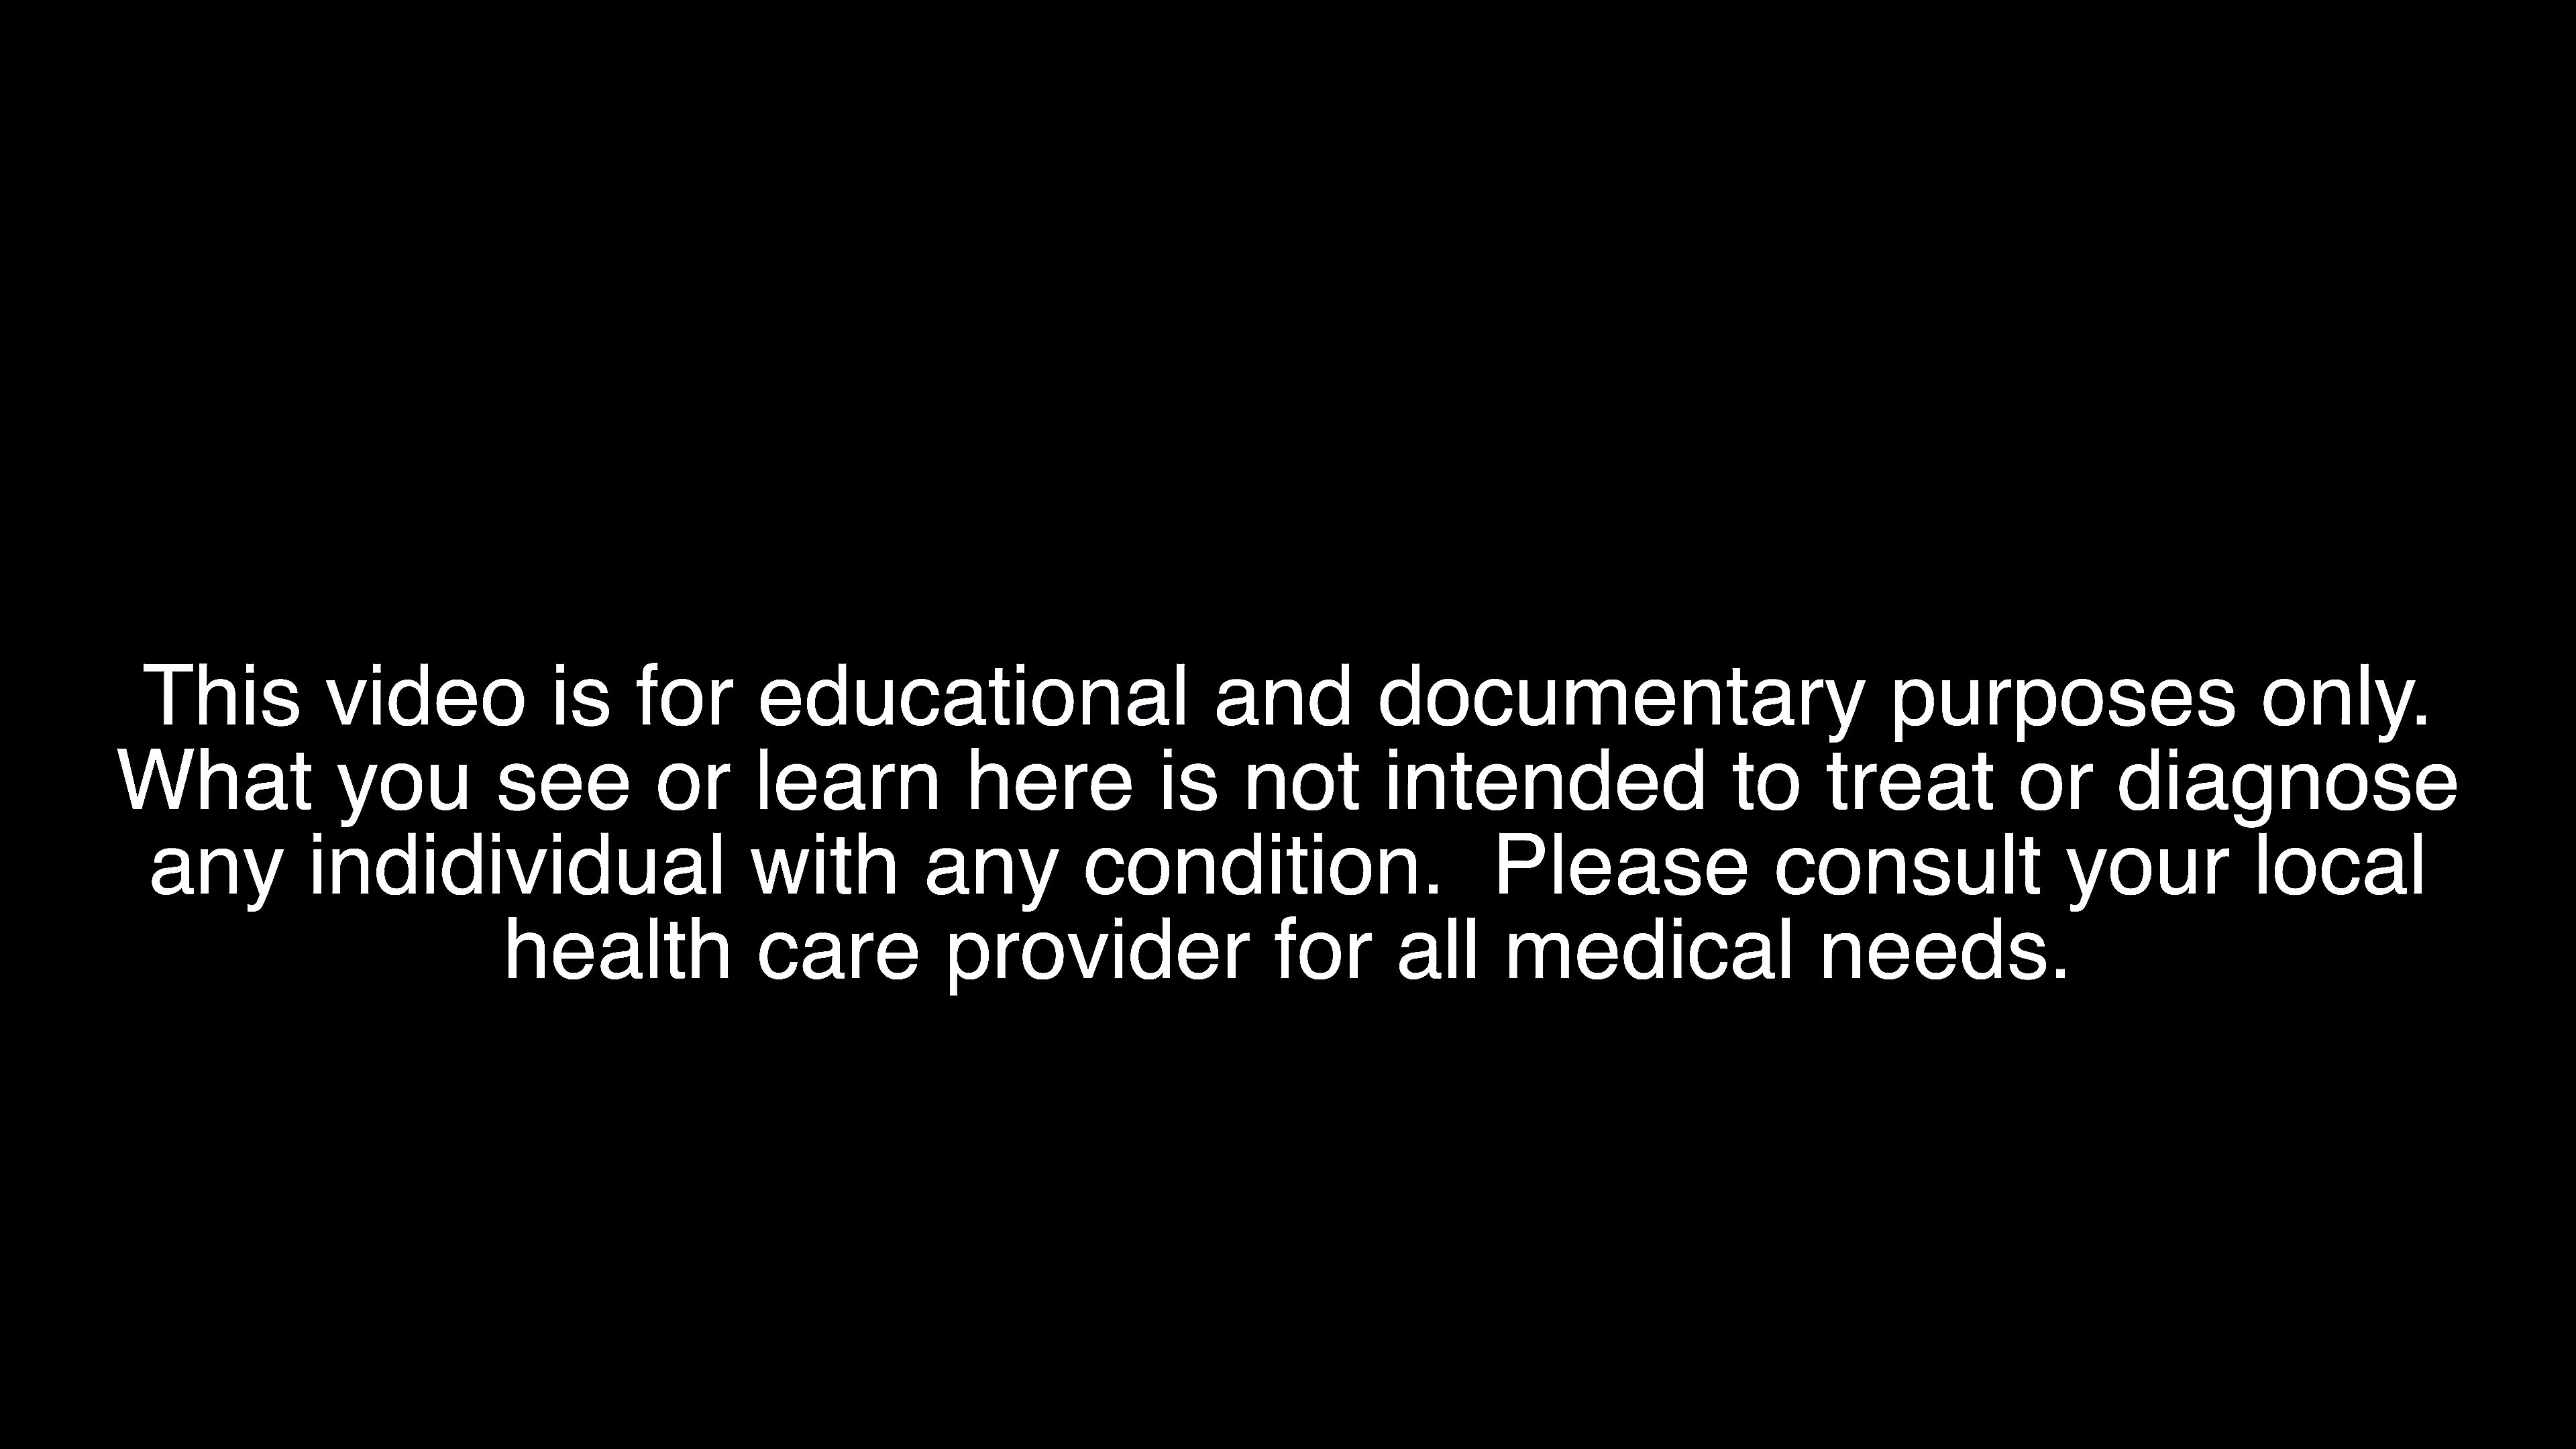 This video is for educational and documentary purposes only.
What you see or learn here is not intended to treat or diagnose
any indidividual with any condition.  Please consult your local
health care provider for all medical needs.